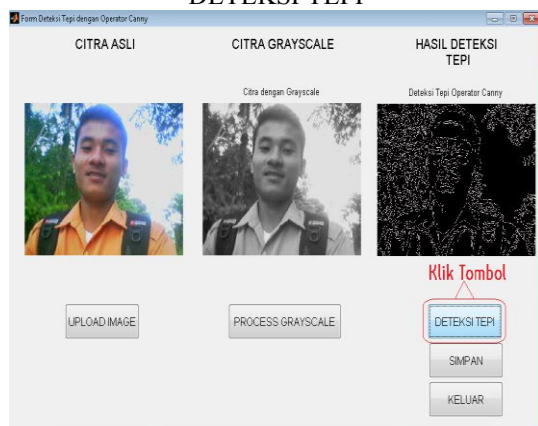 DETEKSI TEPI
Form Deteksi Tepi dengan Operator Canny
CITRA ASLI
CITRA GRAYSCALE
HASIL DETEKSI
TEPI
Citra dengan Grayscale
Deteksi Tepi Operator Canny
Klik Tombol
UPLOAD IMAGE
PROCESS GRAYSCALE
DETEKSI TEPI
SIMPAN
KELUAR